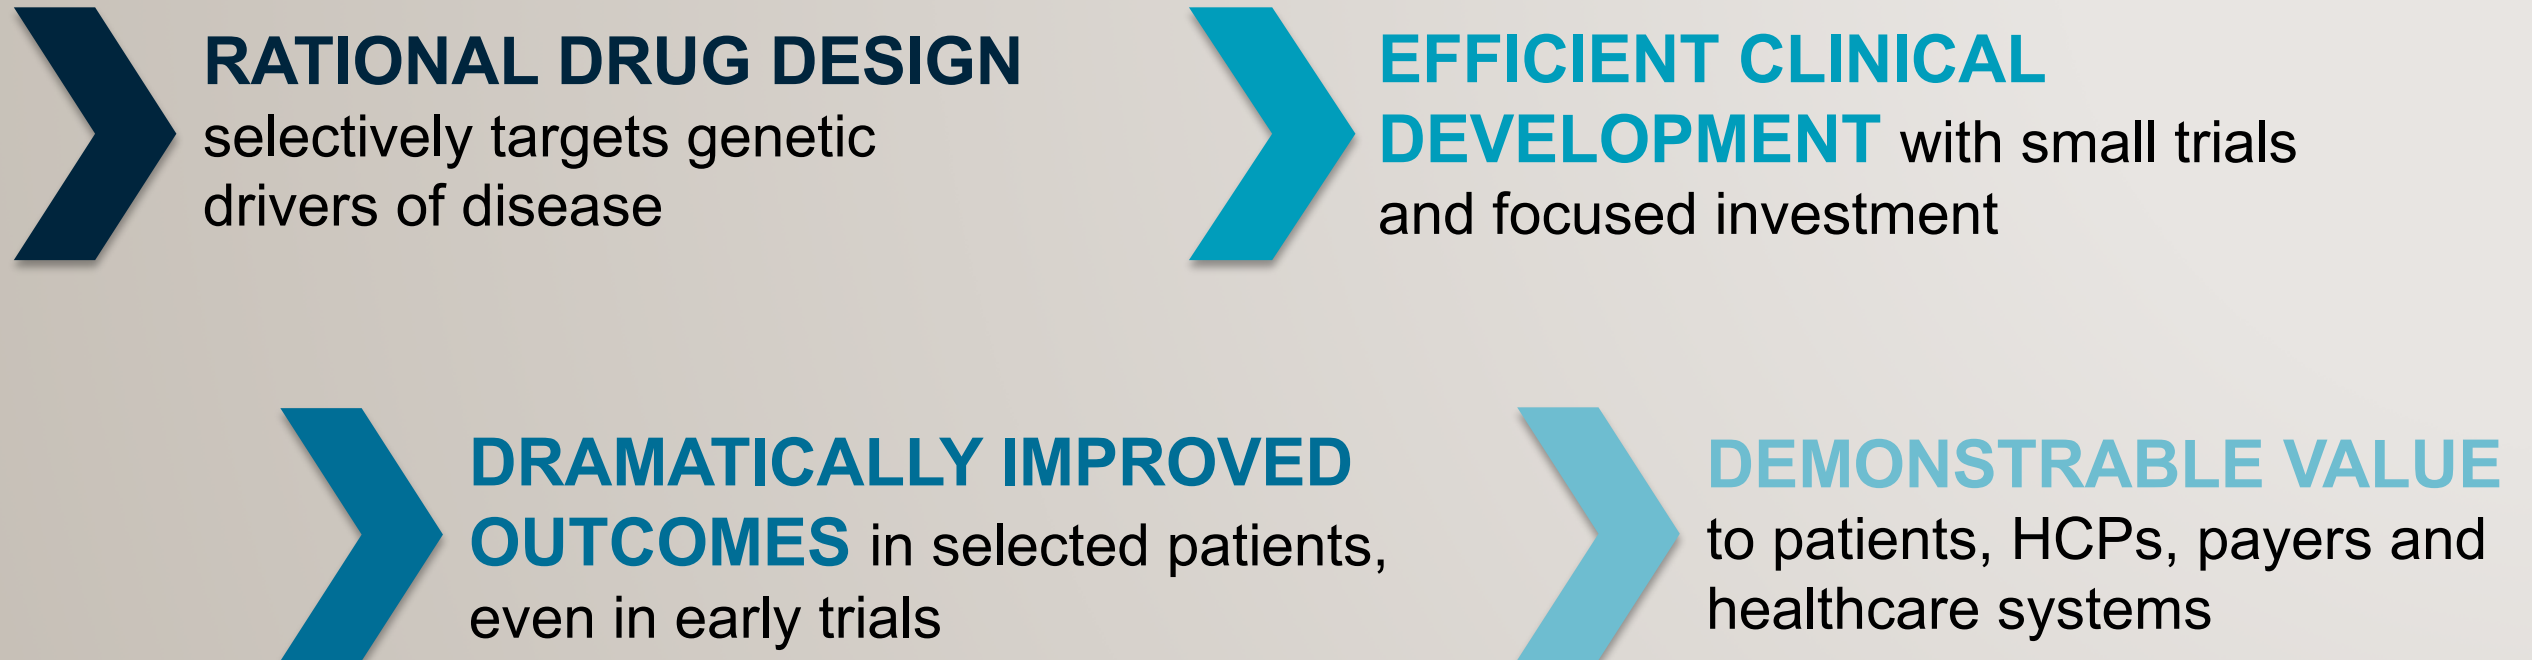 RATIONAL DRUG DESIGN
selectively targets genetic
drivers of disease
EFFICIENT CLINICAL
DEVELOPMENT with small trials
and focused investment
DRAMATICALLY IMPROVED
OUTCOMES in selected patients,
even in early trials
DEMONSTRABLE VALUE
to patients, HCPs, payers and
healthcare systems